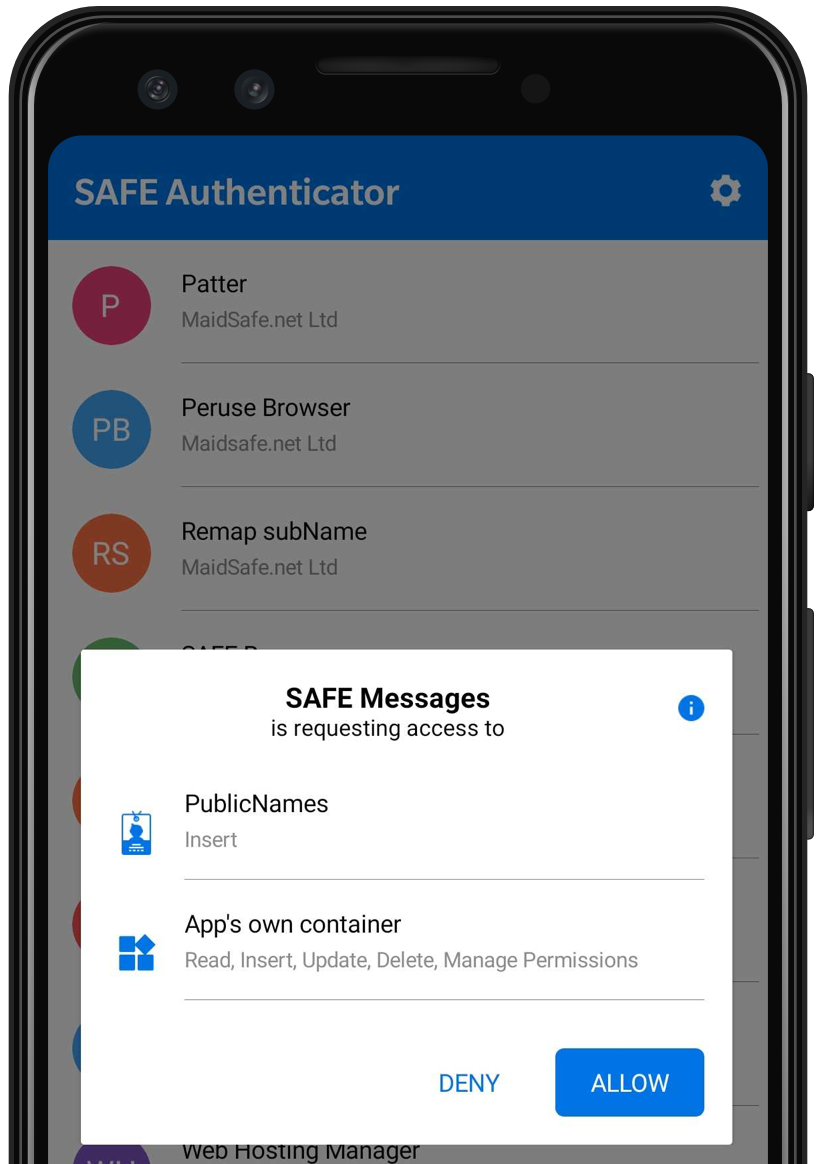 SAFE Authenticator
P
Patter
MaidSafe.net Ltd
PB
Peruse Browser
Maidsafe.net Ltd
RS
Remap subName
MaidSafe.net Ltd
SAFE Messages
is requesting access to
PublicNames
Insert
App's own container
Read, Insert, Update, Delete, Manage Permissions
DENY
ALLOW
Web Hosting Manager